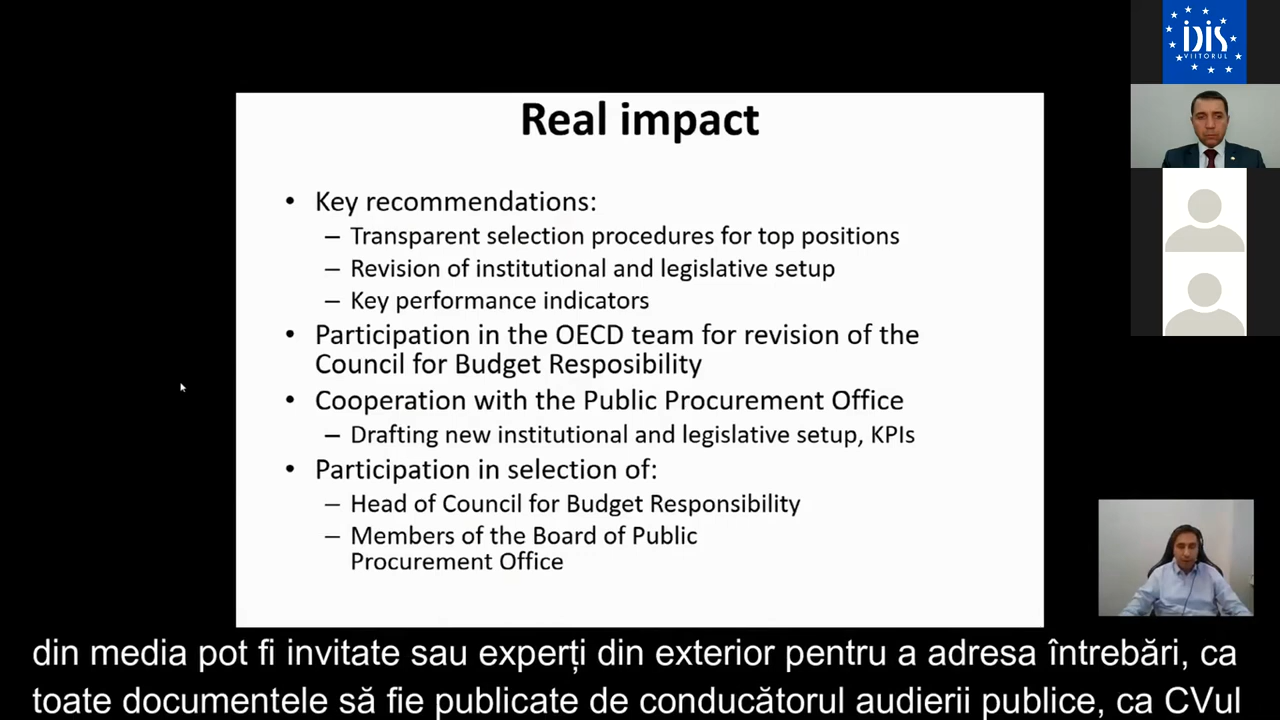 iDiS
VIITORUL
Real impact
• Key recommendations:
– Transparent selection procedures for top positions
– Revision of institutional and legislative setup
– Key performance indicators
• Participation in the OECD team for revision of the
Council for Budget Resposibility
• Cooperation with the Public Procurement Office
– Drafting new institutional and legislative setup, KPIs
• Participation in selection of:
– Head of Council for Budget Responsibility
– Members of the Board of Public
Procurement Office
din media pot fi invitate sau experți din exterior pentru a adresa întrebări, ca
toate documentele să fie publicate de conducătorul audierii publice, ca CVul